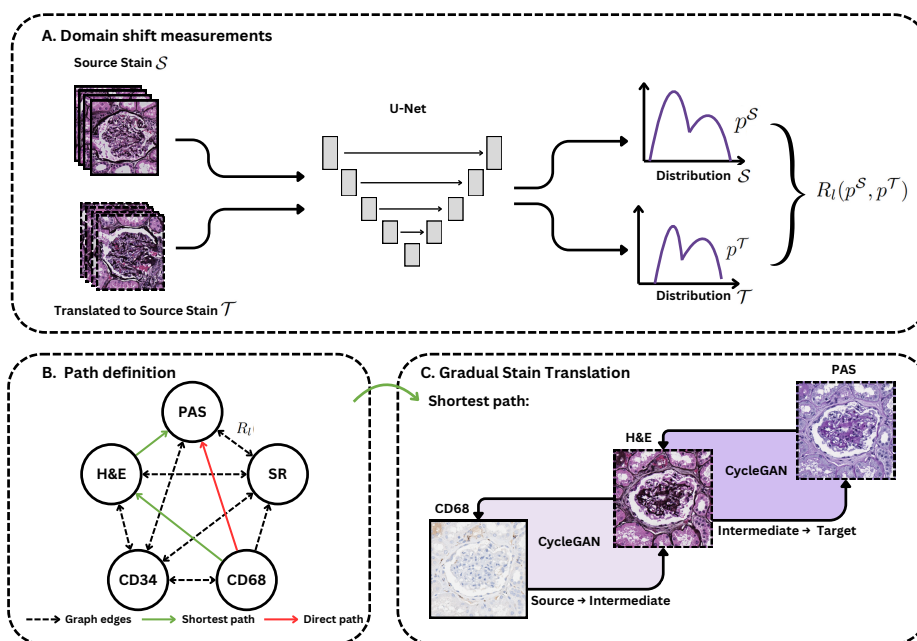 A. Domain shift measurements
Source Stain 𝒮
U-Net
Translated to Source Stain 𝒯
p^𝒮
Distribution 𝒮
p^𝒯
Distribution 𝒯
R_l(p^𝒮, p^𝒯)
B. Path definition
PAS
R_l
H&E
SR
CD34
CD68
Graph edges
Shortest path
Direct path
C. Gradual Stain Translation
Shortest path:
PAS
H&E
CycleGAN
CD68
Intermediate → Target
CycleGAN
Source → Intermediate